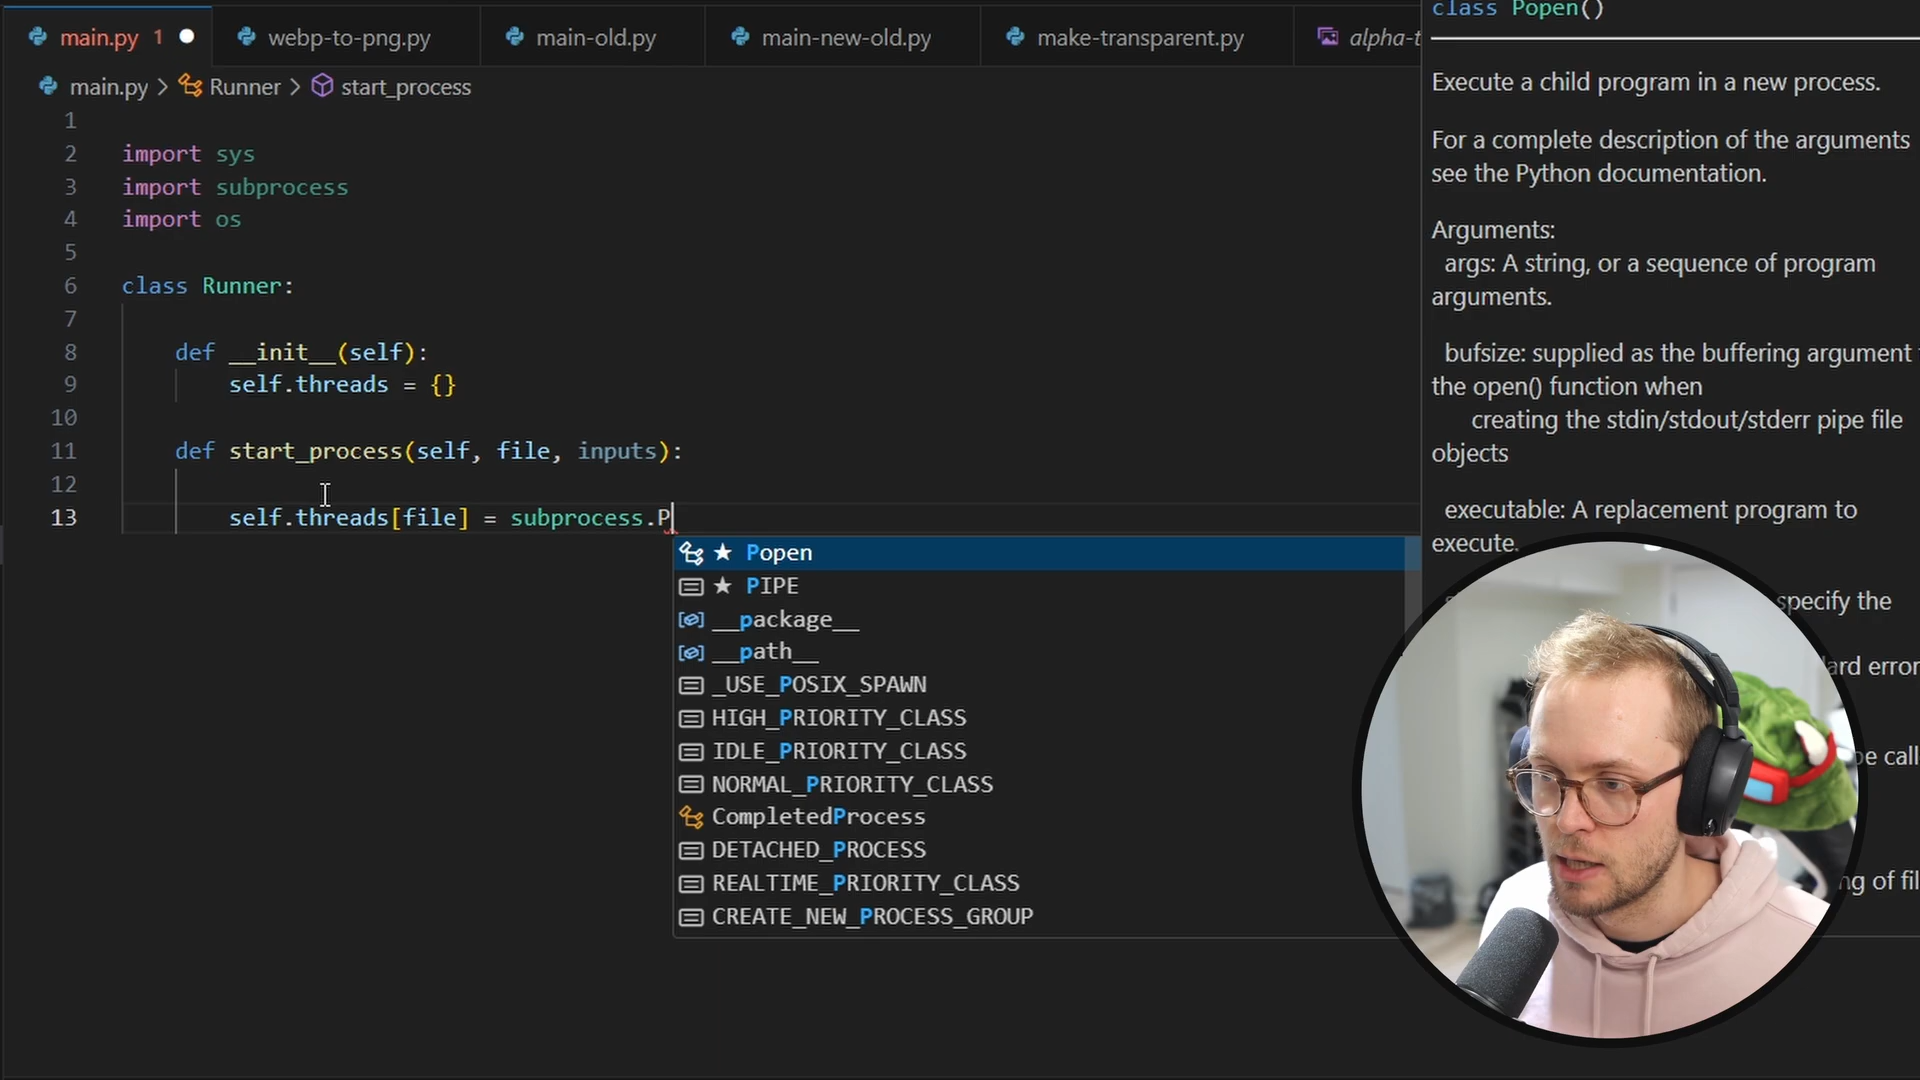 main.py 1 webp-to-png.py main-old.py main-new-old.py make-transparent.py alpha-t
main.py > Runner > start_process
1
2 import sys
3 import subprocess
4 import os
5
6 class Runner:
7
8 def __init__(self):
9 self.threads = {}
10
11 def start_process(self, file, inputs):
12
13 self.threads[file] = subprocess.P
★ Popen
★ PIPE
__package__
__path__
_USE_POSIX_SPAWN
HIGH_PRIORITY_CLASS
IDLE_PRIORITY_CLASS
NORMAL_PRIORITY_CLASS
CompletedProcess
DETACHED_PROCESS
REALTIME_PRIORITY_CLASS
CREATE_NEW_PROCESS_GROUP
class Popen()
Execute a child program in a new process.
For a complete description of the arguments
see the Python documentation.
Arguments:
args: A string, or a sequence of program
arguments.
bufsize: supplied as the buffering argument
the open() function when
creating the stdin/stdout/stderr pipe file
objects
executable: A replacement program to
execute.
specify the
error
be call
of fil